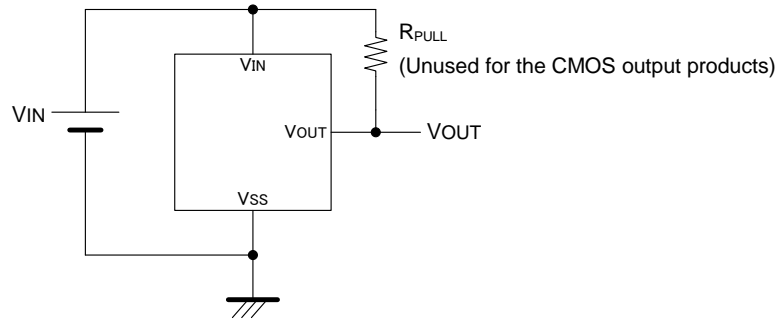 RPULL
(Unused for the CMOS output products)
VIN
VIN
VOUT
VOUT
VSS